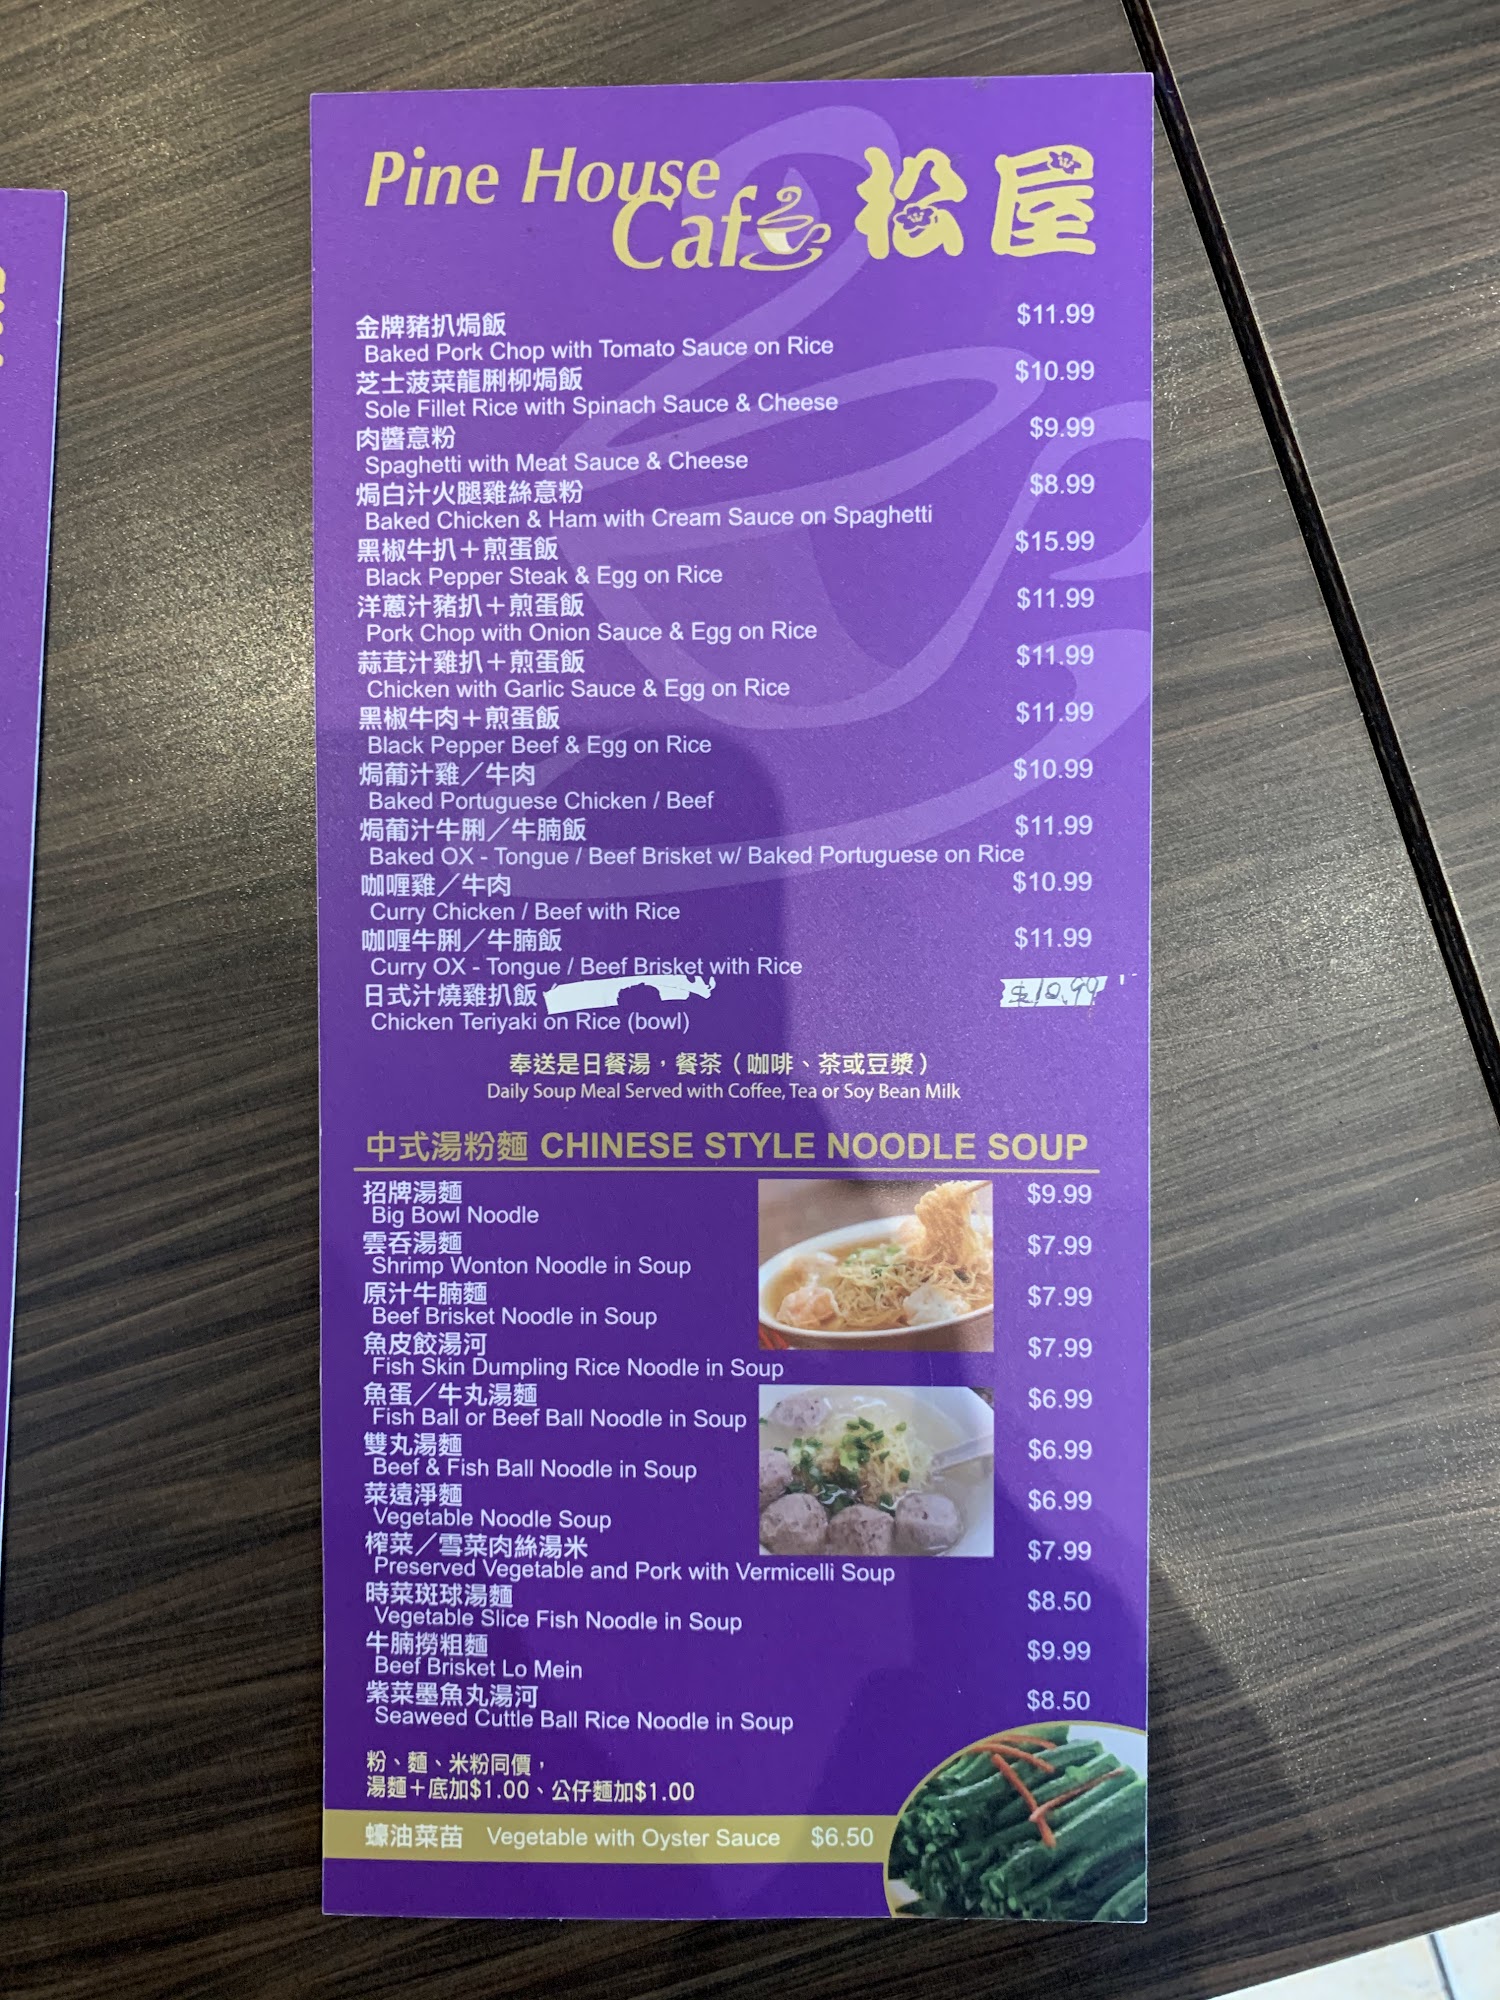 Pine House
Café 松屋
金牌豬扒焗飯 $11.99
Baked Pork Chop with Tomato Sauce on Rice
芝士菠菜龍脷柳焗飯 $10.99
Sole Fillet Rice with Spinach Sauce & Cheese
肉醬意粉 $9.99
Spaghetti with Meat Sauce & Cheese
焗白汁火腿雞絲意粉 $8.99
Baked Chicken & Ham with Cream Sauce on Spaghetti
黑椒牛扒＋煎蛋飯 $15.99
Black Pepper Steak & Egg on Rice
洋蔥汁豬扒＋煎蛋飯 $11.99
Pork Chop with Onion Sauce & Egg on Rice
蒜茸汁雞扒＋煎蛋飯 $11.99
Chicken with Garlic Sauce & Egg on Rice
黑椒牛肉＋煎蛋飯 $11.99
Black Pepper Beef & Egg on Rice
焗葡汁雞／牛肉 $10.99
Baked Portuguese Chicken / Beef
焗葡汁牛脷／牛腩飯 $11.99
Baked OX - Tongue / Beef Brisket w/ Baked Portuguese on Rice
咖喱雞／牛肉 $10.99
Curry Chicken / Beef with Rice
咖喱牛脷／牛腩飯 $11.99
Curry OX - Tongue / Beef Brisket with Rice
日式汁燒雞扒飯 $10.99
Chicken Teriyaki on Rice (bowl)
奉送是日餐湯，餐茶（咖啡、茶或豆漿）
Daily Soup Meal Served with Coffee, Tea or Soy Bean Milk
中式湯粉麵 CHINESE STYLE NOODLE SOUP
招牌湯麵 $9.99
Big Bowl Noodle
雲吞湯麵 $7.99
Shrimp Wonton Noodle in Soup
原汁牛腩麵 $7.99
Beef Brisket Noodle in Soup
魚皮餃湯河 $7.99
Fish Skin Dumpling Rice Noodle in Soup
魚蛋／牛丸湯麵 $6.99
Fish Ball or Beef Ball Noodle in Soup
雙丸湯麵 $6.99
Beef & Fish Ball Noodle in Soup
菜遠淨麵 $6.99
Vegetable Noodle Soup
榨菜／雪菜肉絲湯米 $7.99
Preserved Vegetable and Pork with Vermicelli Soup
時菜斑球湯麵 $8.50
Vegetable Slice Fish Noodle in Soup
牛腩撈粗麵 $9.99
Beef Brisket Lo Mein
紫菜墨魚丸湯河 $8.50
Seaweed Cuttle Ball Rice Noodle in Soup
粉、麵、米粉同價，
湯麵＋底加$1.00、公仔麵加$1.00
蠔油菜苗 Vegetable with Oyster Sauce $6.50